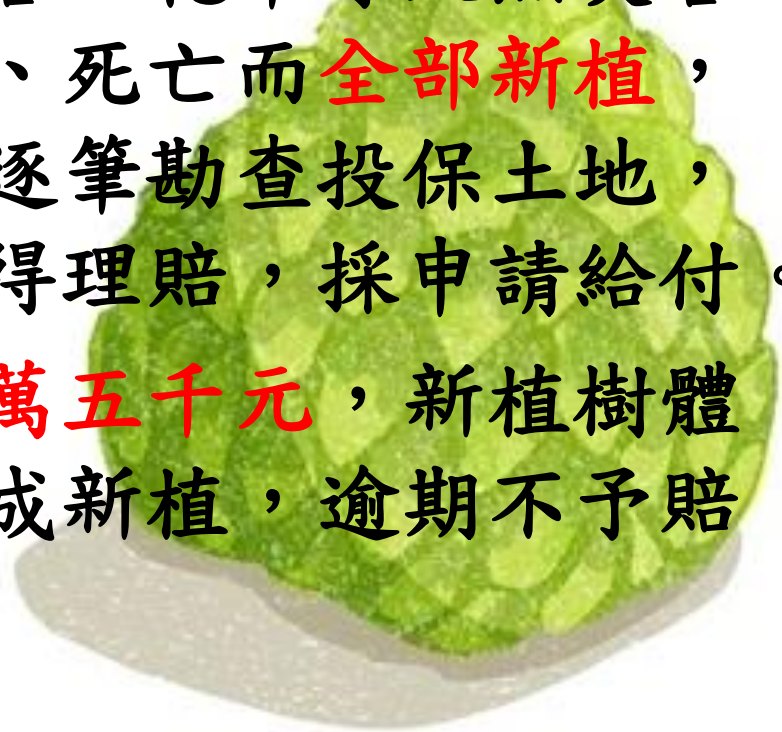 、死亡而全部新植，
逐筆勘查投保土地，
得理賠，採申請給付。
萬五千元，新植樹體
成新植，逾期不予賠